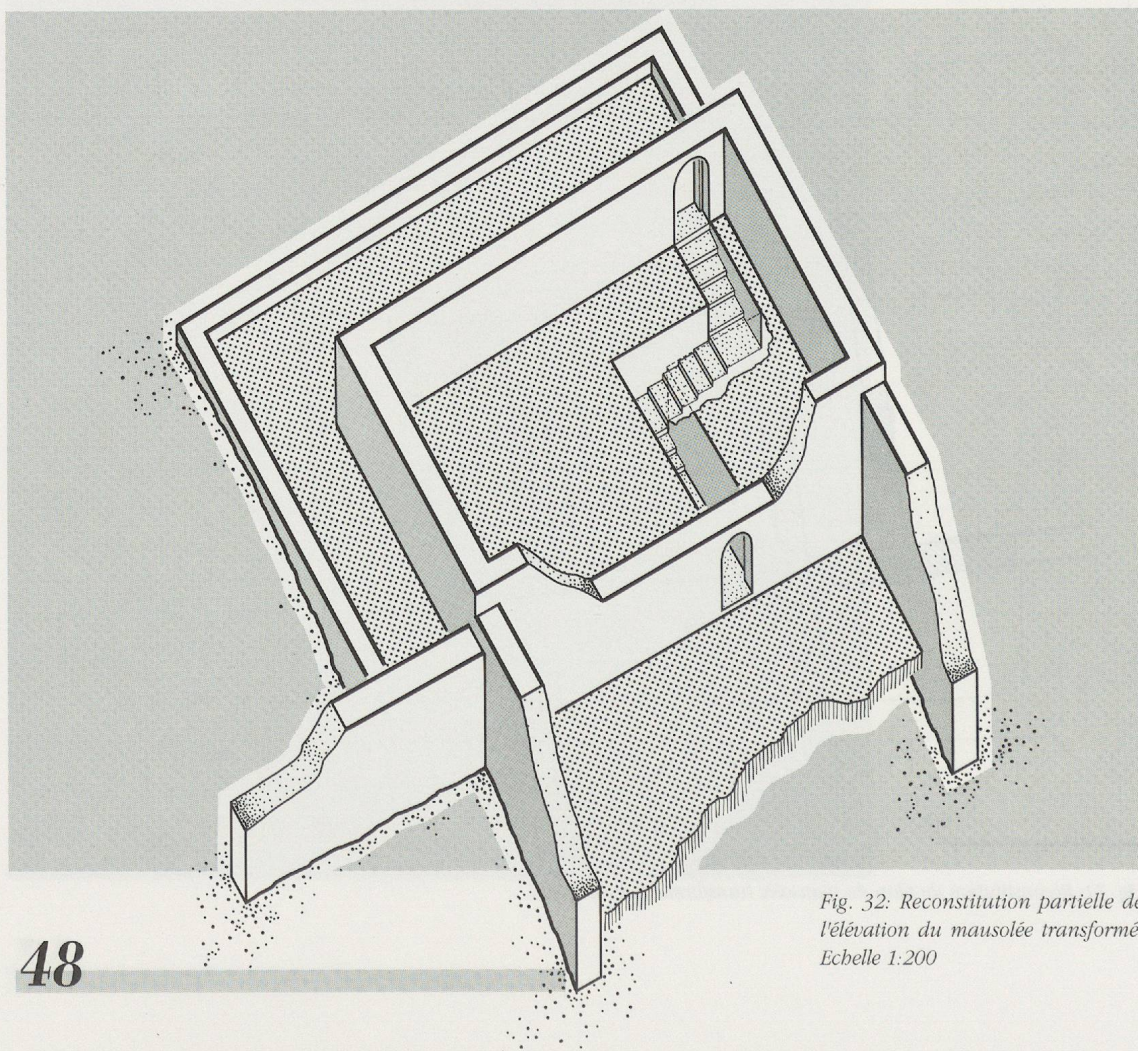 Fig. 32: Reconstitution partielle de
l'élévation du mausolée transformé
Echelle 1:200
48